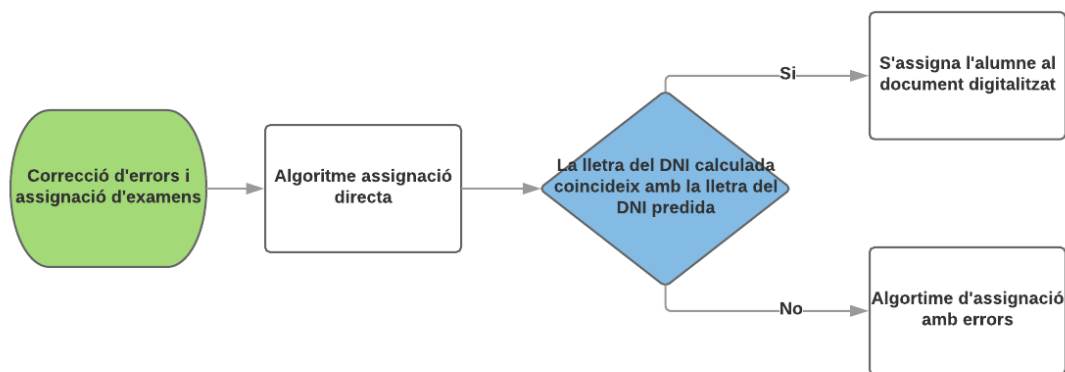 Correcció d'errors i
assignació d'examens
Algoritme assignació
directa
La lletra del DNI calculada
coincideix amb la lletra del
DNI predida
Si
S'assigna l'alumne al
document digitalitzat
No
Algortime d'assignació
amb errors